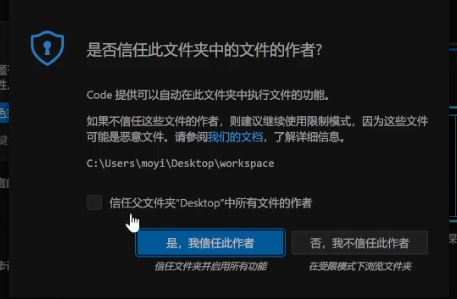 是否信任此文件夹中的文件的作者?
Code 提供可以自动在此文件夹中执行文件的功能。
如果不信任这些文件的作者，则建议继续使用限制模式，因为这些文件
可能是恶意文件。请参阅我们的文档，了解详细信息。
C:\Users\moyi\Desktop\workspace
信任父文件夹"Desktop"中所有文件的作者
是，我信任此作者
否，我不信任此作者
信任文件夹并启用所有功能
在受限模式下浏览文件夹